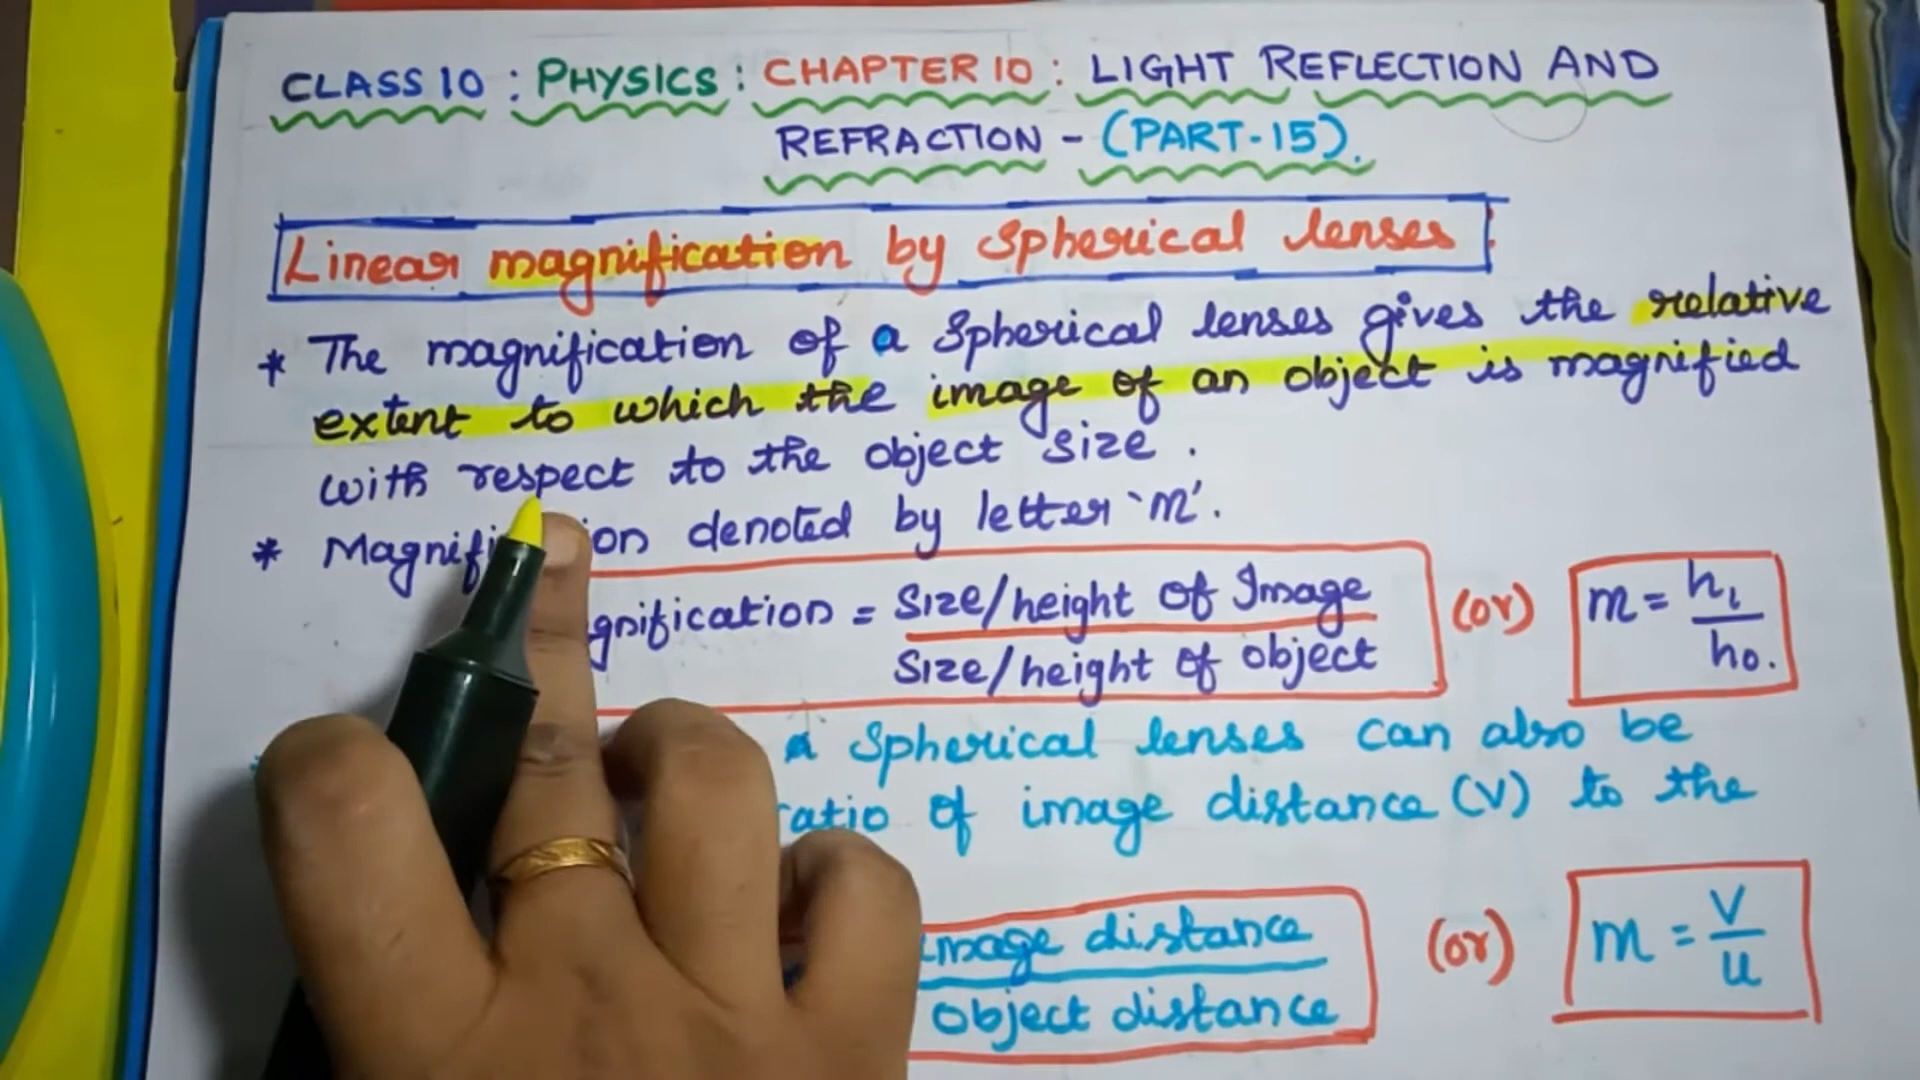 CLASS 10 : PHYSICS : CHAPTER 10 : LIGHT REFLECTION AND
REFRACTION - (PART-15).
Linear magnification by Spherical lenses :
* The magnification of a Spherical lenses gives the relative
extent to which the image of an object is magnified
with respect to the object size .
* Magnifi on denoted by letter `m'.
gnification = Size/height of Image (or) m = hi
Size/height of object ho.
a Spherical lenses can also be
atio of image distance (V) to the
Image distance (or) m = V
object distance u